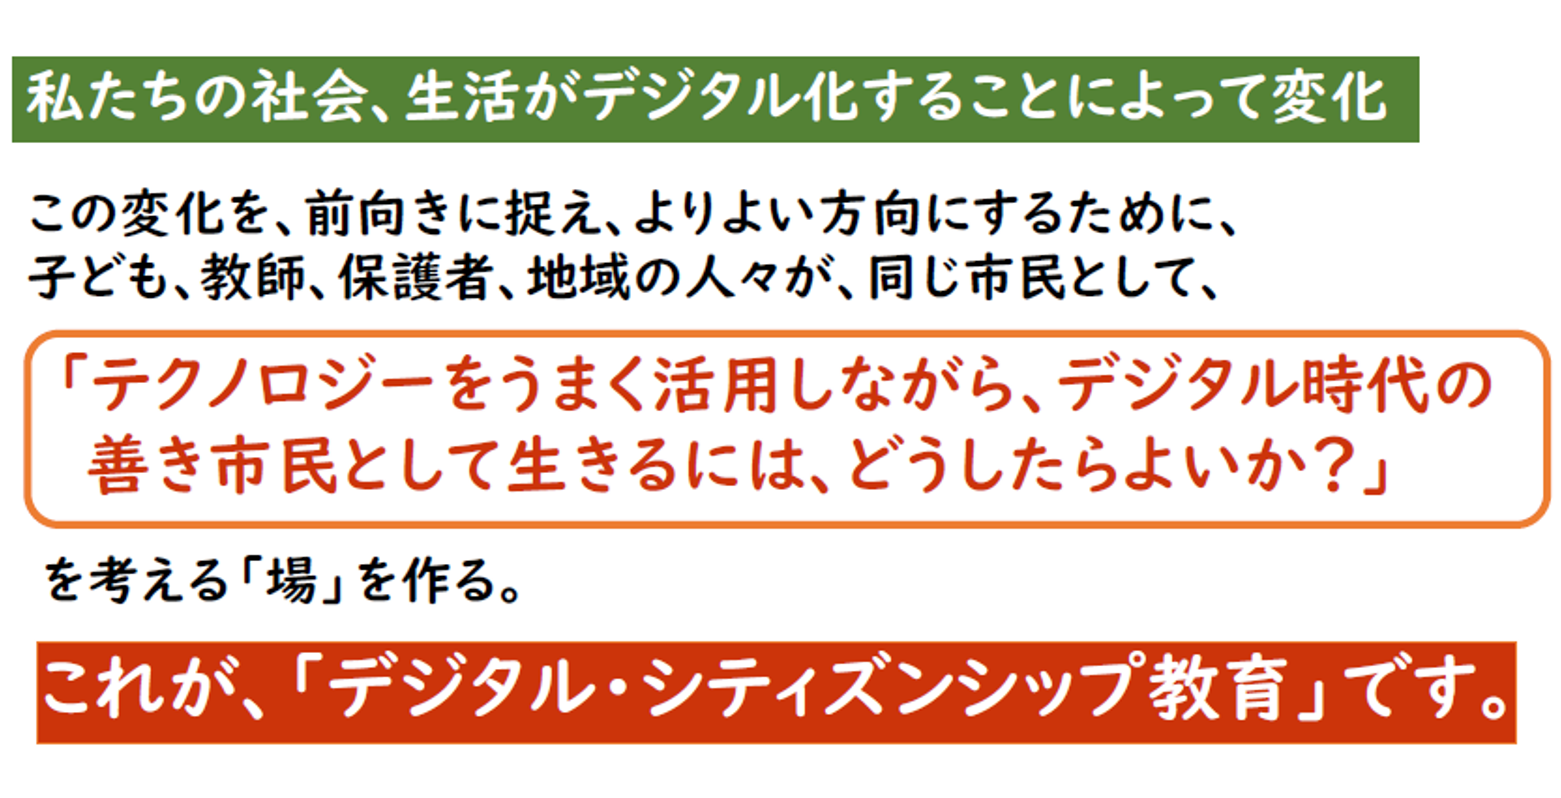 私たちの社会、生活がデジタル化することによって変化
この変化を、前向きに捉え、よりよい方向にするために、
子ども、教師、保護者、地域の人々が、同じ市民として、
「テクノロジーをうまく活用しながら、デジタル時代の
善き市民として生きるには、どうしたらよいか？」
を考える「場」を作る。
これが、「デジタル・シティズンシップ教育」です。